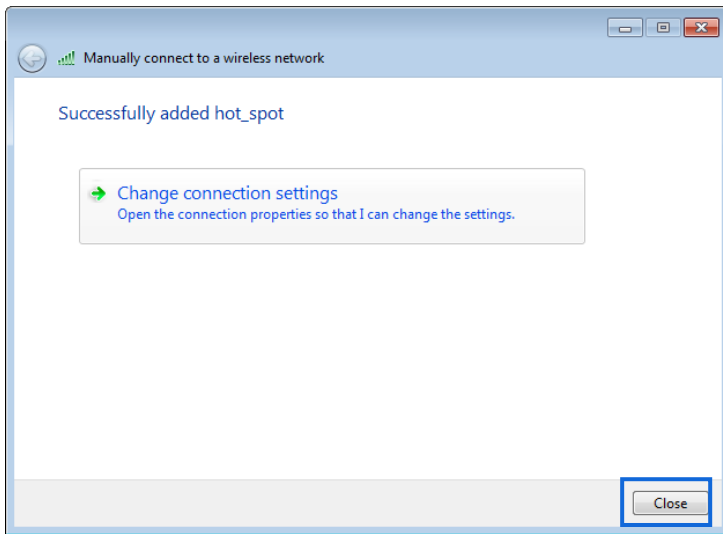 Manually connect to a wireless network
Successfully added hot_spot
Change connection settings
Open the connection properties so that I can change the settings.
Close